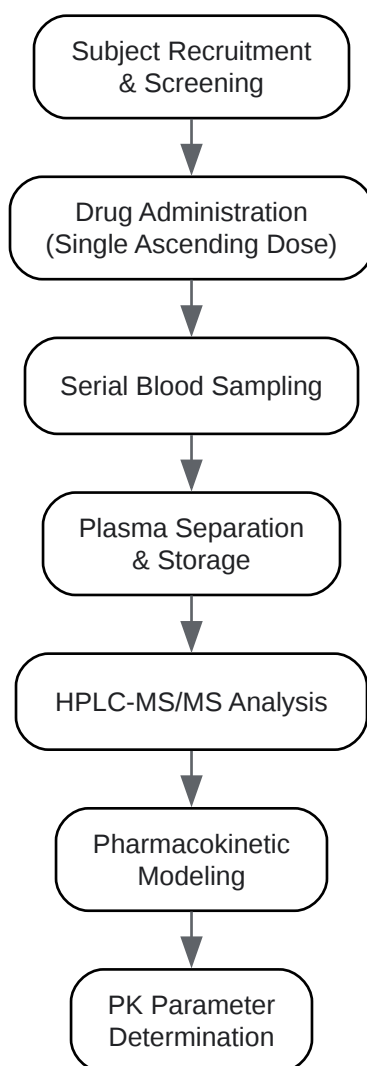 Subject Recruitment
& Screening
Drug Administration
(Single Ascending Dose)
Serial Blood Sampling
Plasma Separation
& Storage
HPLC-MS/MS Analysis
Pharmacokinetic
Modeling
PK Parameter
Determination